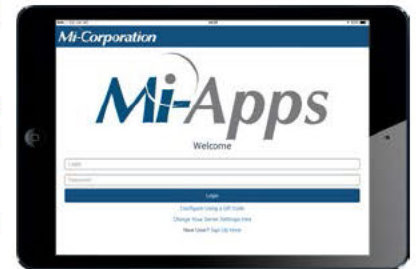 Mi-Corporation
Mi-Apps
Welcome
Login
Password
Login
Configure Using a QR Code
Change Your Server Settings Here
New User? Sign Up Here